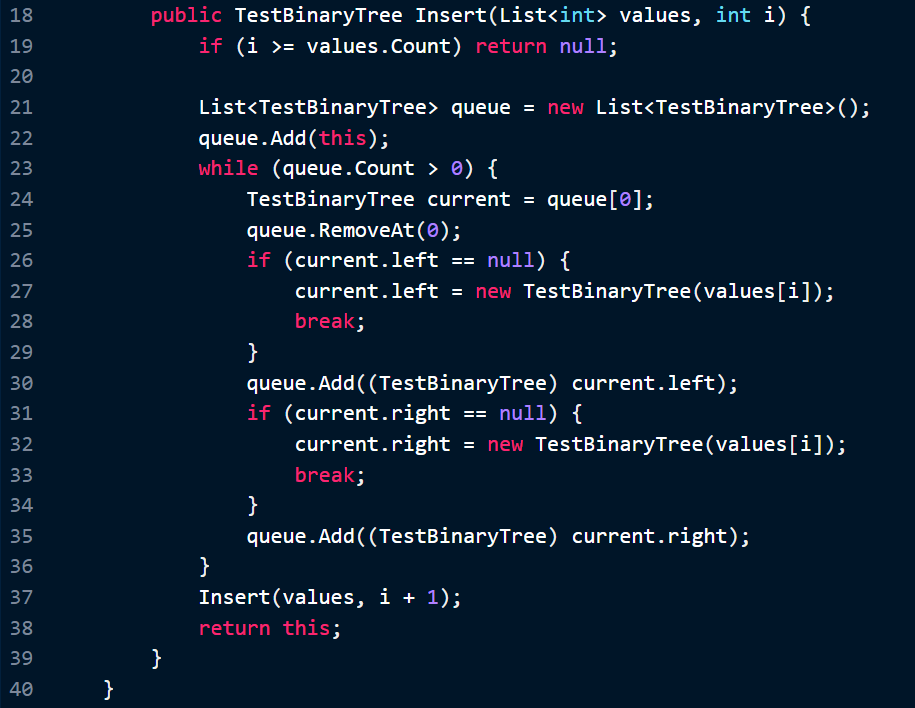 18 public TestBinaryTree Insert(List<int> values, int i) {
19 if (i >= values.Count) return null;
20
21 List<TestBinaryTree> queue = new List<TestBinaryTree>();
22 queue.Add(this);
23 while (queue.Count > 0) {
24 TestBinaryTree current = queue[0];
25 queue.RemoveAt(0);
26 if (current.left == null) {
27 current.left = new TestBinaryTree(values[i]);
28 break;
29 }
30 queue.Add((TestBinaryTree) current.left);
31 if (current.right == null) {
32 current.right = new TestBinaryTree(values[i]);
33 break;
34 }
35 queue.Add((TestBinaryTree) current.right);
36 }
37 Insert(values, i + 1);
38 return this;
39 }
40 }